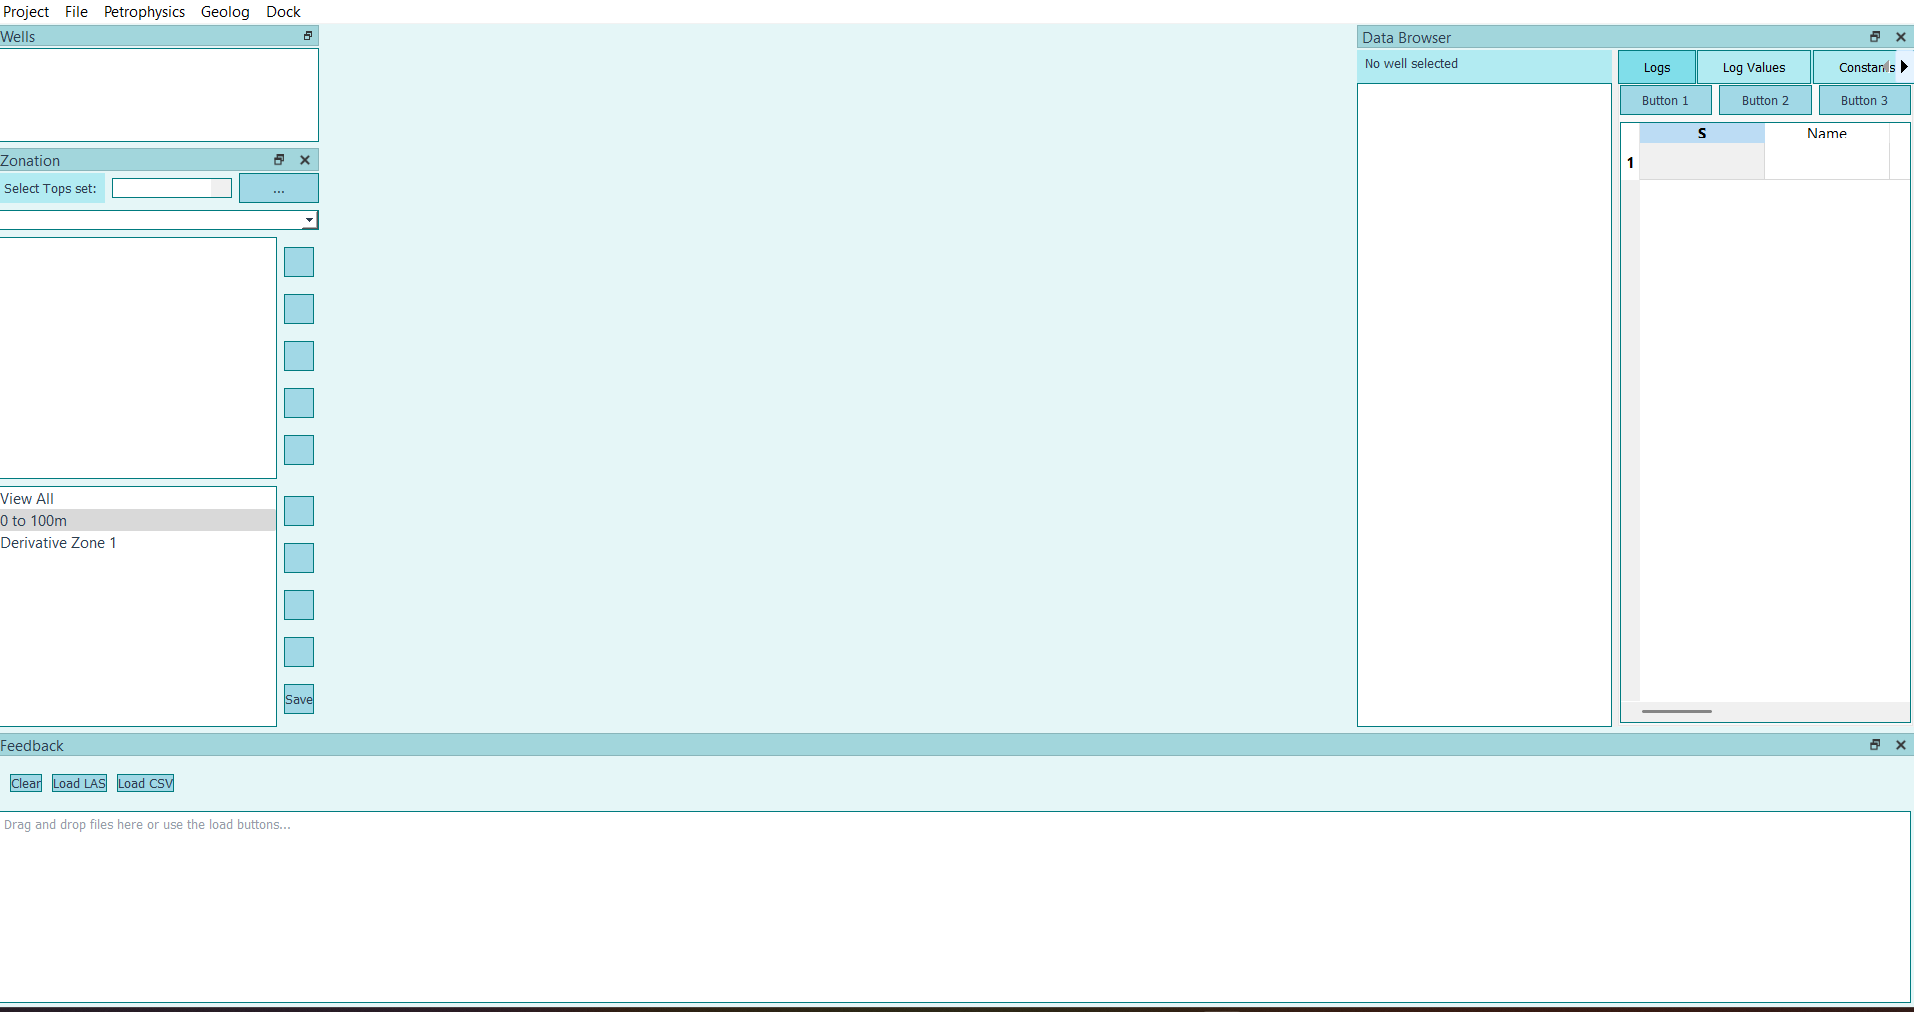 Project File Petrophysics Geolog Dock
Wells
Zonation
Select Tops set:
...
View All
0 to 100m
Derivative Zone 1
Save
Data Browser
No well selected
Logs Log Values Constants
Button 1 Button 2 Button 3
S Name
1
Feedback
Clear Load LAS Load CSV
Drag and drop files here or use the load buttons...